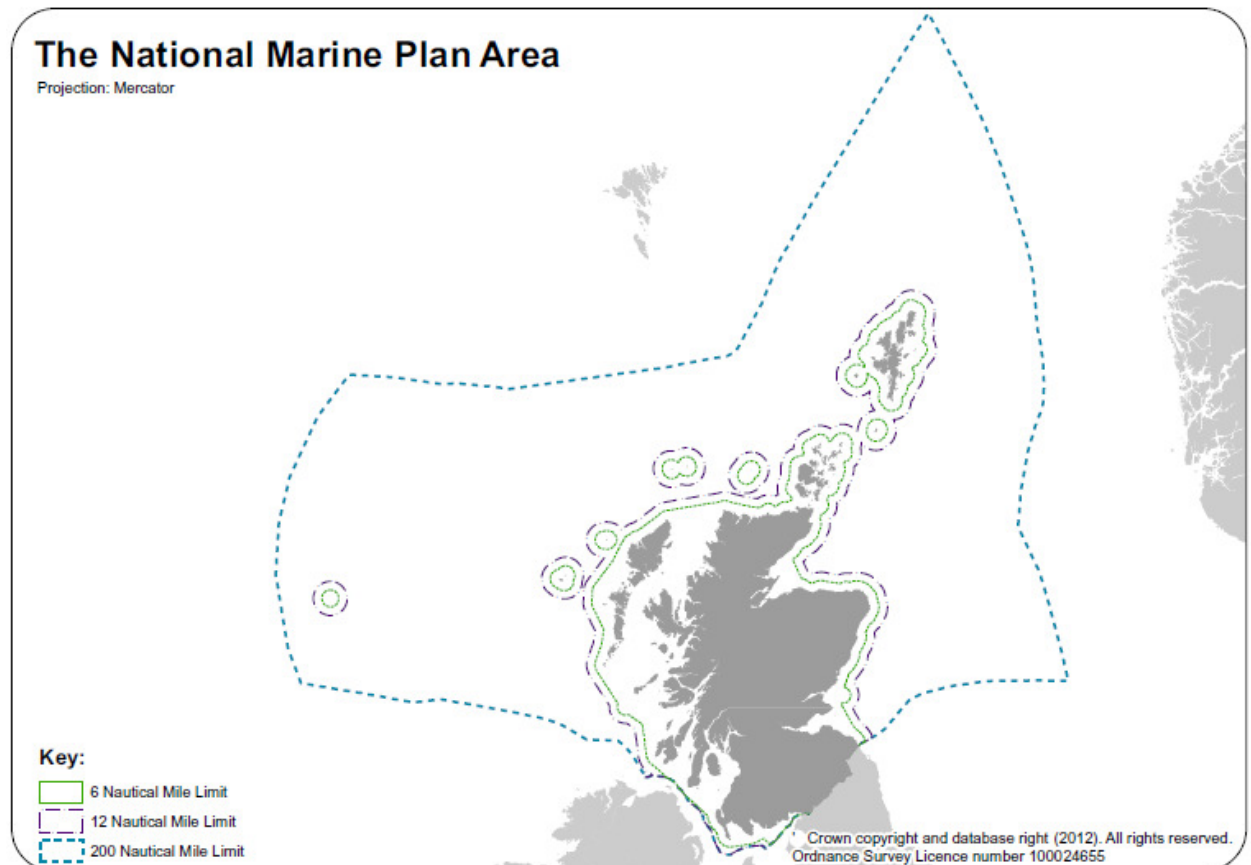 The National Marine Plan Area
Projection: Mercator
Key:
6 Nautical Mile Limit
12 Nautical Mile Limit
200 Nautical Mile Limit
Crown copyright and database right (2012). All rights reserved.
Ordnance Survey Licence number 100024655